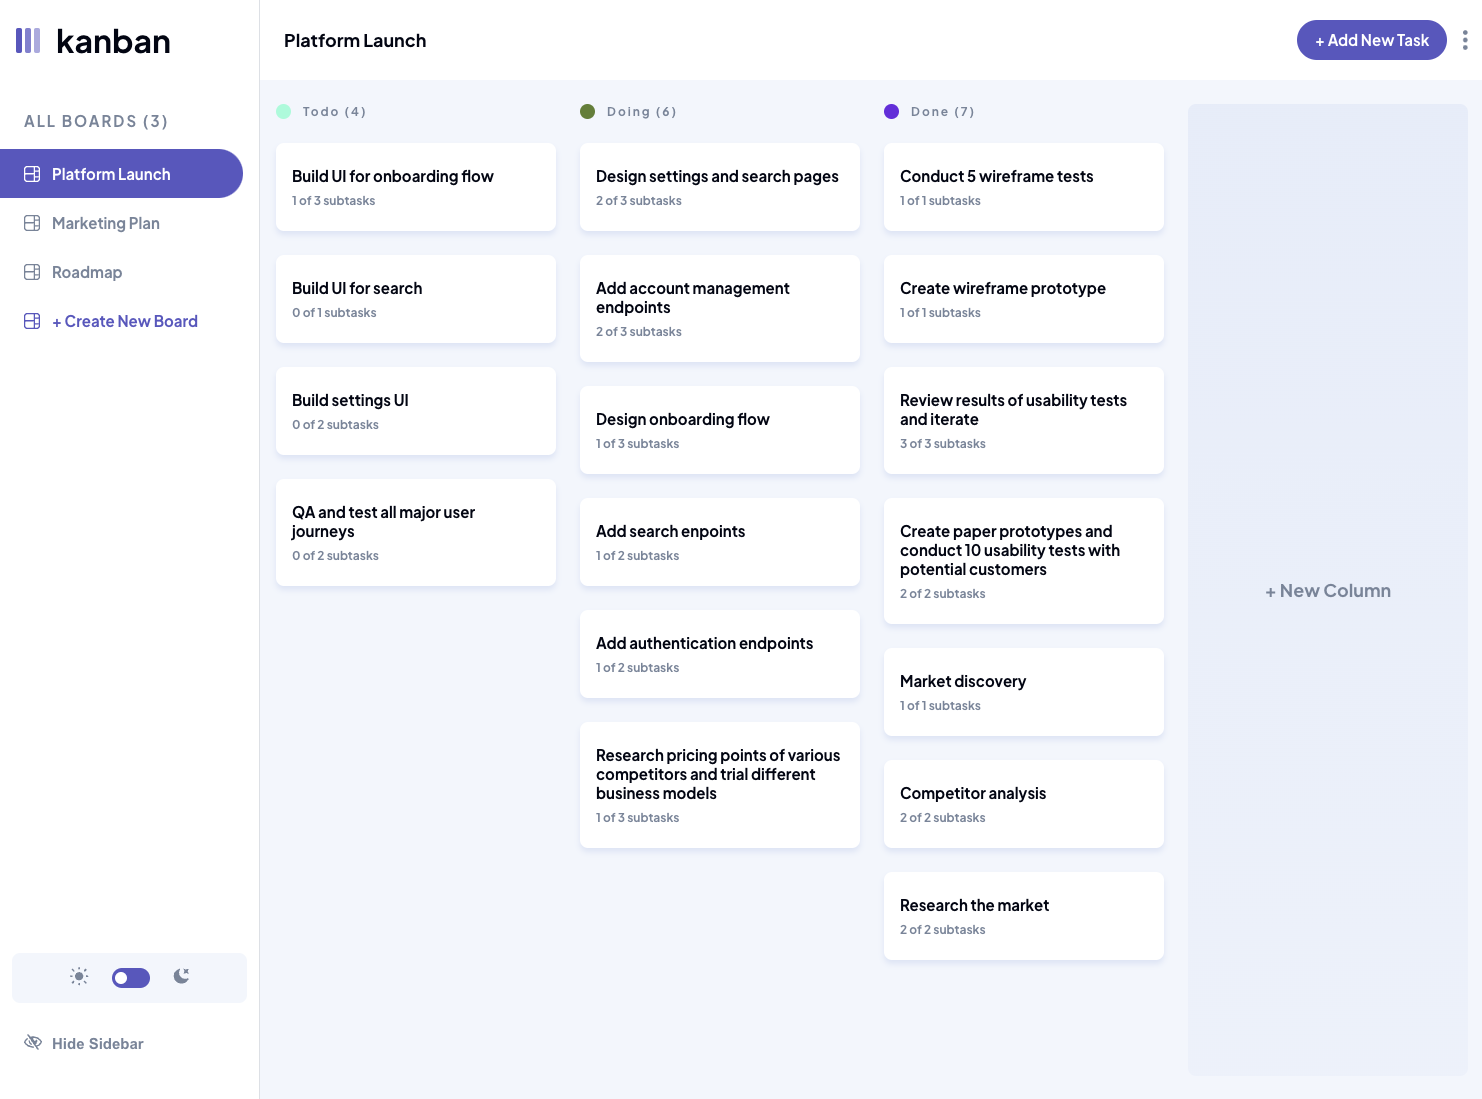 kanban
ALL BOARDS (3)
Platform Launch
Marketing Plan
Roadmap
+ Create New Board
Hide Sidebar
Platform Launch
+ Add New Task
Todo (4)
Build UI for onboarding flow
1 of 3 subtasks
Build UI for search
0 of 1 subtasks
Build settings UI
0 of 2 subtasks
QA and test all major user
journeys
0 of 2 subtasks
Doing (6)
Design settings and search pages
2 of 3 subtasks
Add account management
endpoints
2 of 3 subtasks
Design onboarding flow
1 of 3 subtasks
Add search enpoints
1 of 2 subtasks
Add authentication endpoints
1 of 2 subtasks
Research pricing points of various
competitors and trial different
business models
1 of 3 subtasks
Done (7)
Conduct 5 wireframe tests
1 of 1 subtasks
Create wireframe prototype
1 of 1 subtasks
Review results of usability tests
and iterate
3 of 3 subtasks
Create paper prototypes and
conduct 10 usability tests with
potential customers
2 of 2 subtasks
Market discovery
1 of 1 subtasks
Competitor analysis
2 of 2 subtasks
Research the market
2 of 2 subtasks
+ New Column